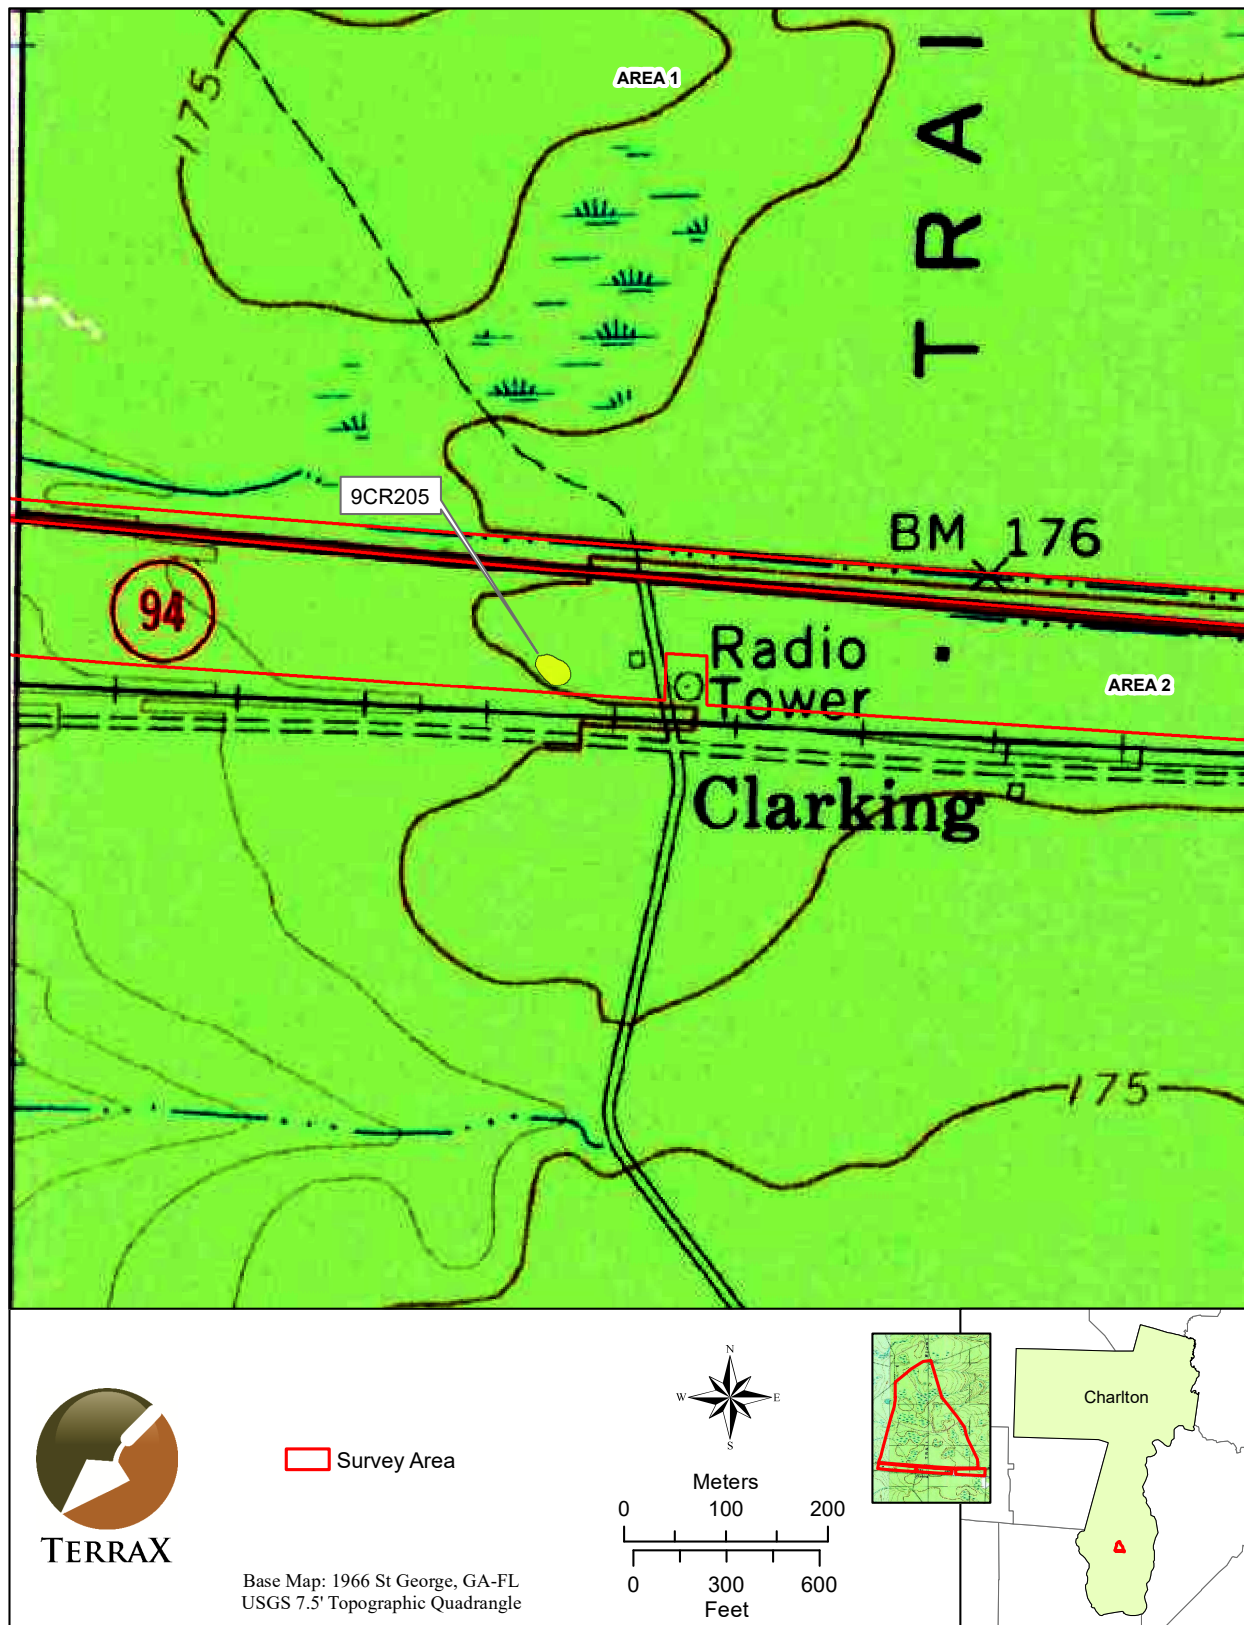 175
AREA 1
TRAI
9CR205
BM 176
94
Radio
Tower
AREA 2
Clarking
175
N
W E
S
Charlton
Survey Area
Meters
0 100 200
0 300 600
Feet
TERRAX
Base Map: 1966 St George, GA-FL
USGS 7.5' Topographic Quadrangle